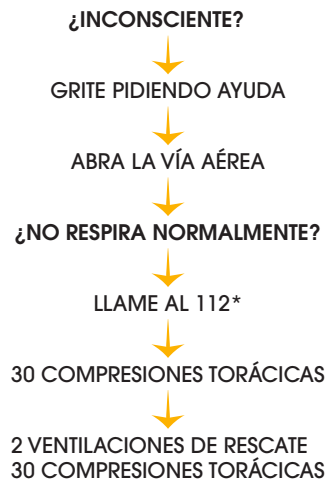 ¿INCONSCIENTE?
GRITE PIDIENDO AYUDA
ABRA LA VÍA AÉREA
¿NO RESPIRA NORMALMENTE?
LLAME AL 112*
30 COMPRESIONES TORÁCICAS
2 VENTILACIONES DE RESCATE
30 COMPRESIONES TORÁCICAS